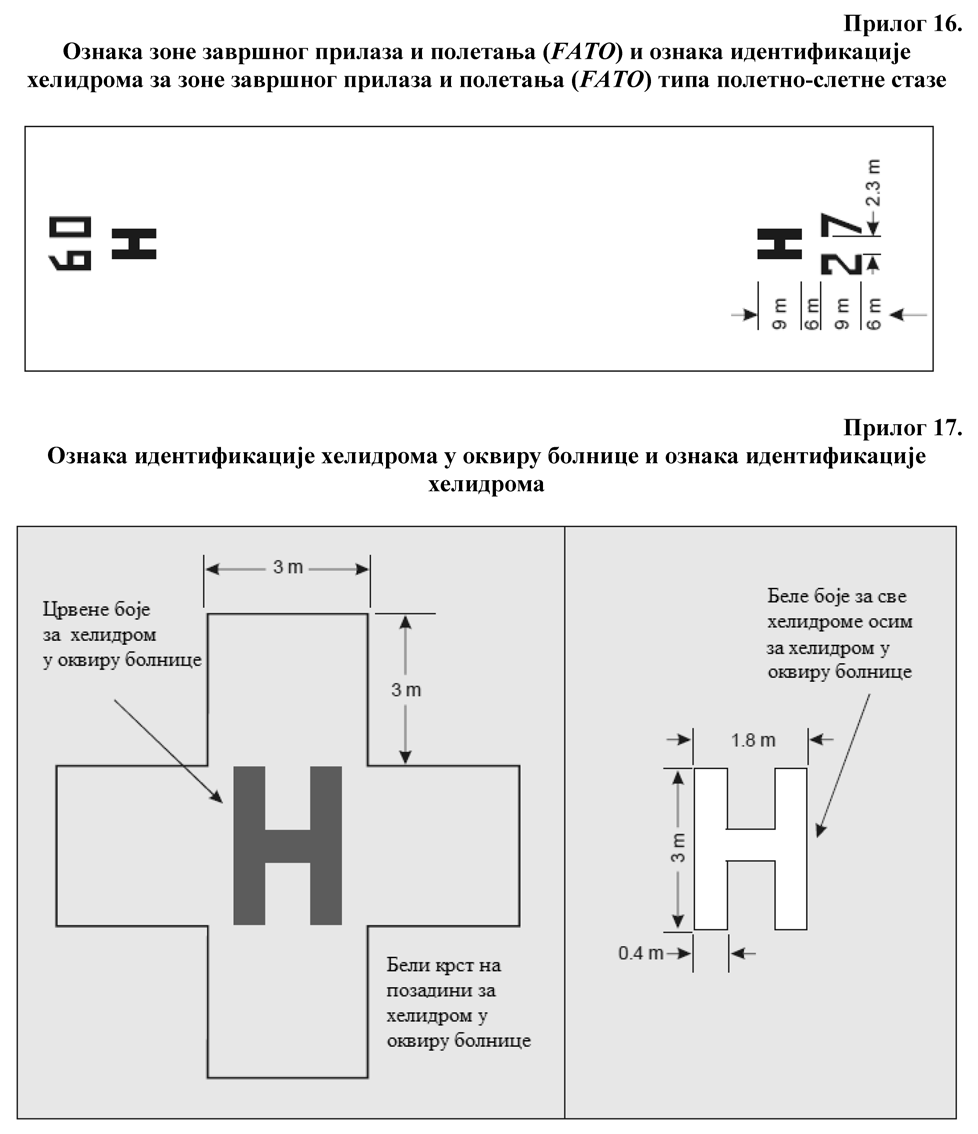 Прилог 16.
Ознака зоне завршног прилаза и полетања (FATO) и ознака идентификације
хелидрома за зоне завршног прилаза и полетања (FATO) типа полетно-слетне стазе
09
H
H
27
2.3 m
9 m
6 m
9 m
6 m
Прилог 17.
Ознака идентификације хелидрома у оквиру болнице и ознака идентификације
хелидрома
3 m
Црвене боје
за хелидром
у оквиру болнице
3 m
H
Бели крст на
позадини за
хелидром у
оквиру болнице
Беле боје за све
хелидроме осим
за хелидром у
оквиру болнице
1.8 m
3 m
H
0.4 m